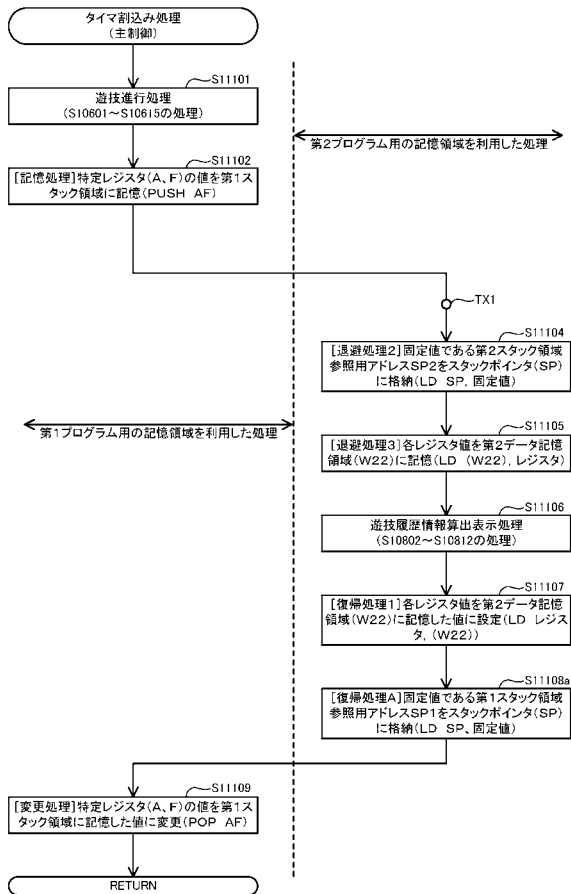 タイマ割込み処理
(主制御)
S11101
遊技進行処理
(S10601～S10615の処理)
第2プログラム用の記憶領域を利用した処理
S11102
[記憶処理]特定レジスタ(A、F)の値を第1ス
タック領域に記憶(PUSH AF)
TX1
S11104
[退避処理2]固定値である第2スタック領域
参照用アドレスSP2をスタックポインタ(SP)
に格納(LD SP, 固定値)
第1プログラム用の記憶領域を利用した処理
S11105
[退避処理3]各レジスタ値を第2データ記憶
領域(W22)に記憶(LD (W22), レジスタ)
S11106
遊技履歴情報算出表示処理
(S10802～S10812の処理)
S11107
[復帰処理1]各レジスタ値を第2データ記憶
領域(W22)に記憶した値に設定(LD レジス
タ, (W22))
S11108a
[復帰処理A]固定値である第1スタック領域
参照用アドレスSP1をスタックポインタ(SP)
に格納(LD SP、固定値)
S11109
[変更処理]特定レジスタ(A、F)の値を第1ス
タック領域に記憶した値に変更(POP AF)
RETURN